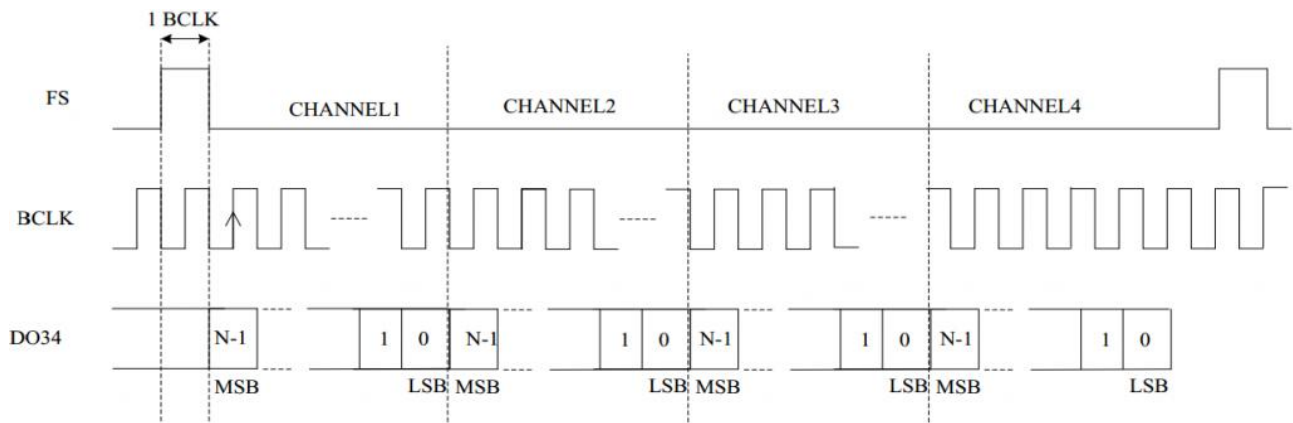 1 BCLK
FS
CHANNEL1 CHANNEL2 CHANNEL3 CHANNEL4
BCLK
DO34 N-1 1 0 N-1 1 0 N-1 1 0 N-1 1 0
MSB LSB MSB LSB MSB LSB MSB LSB